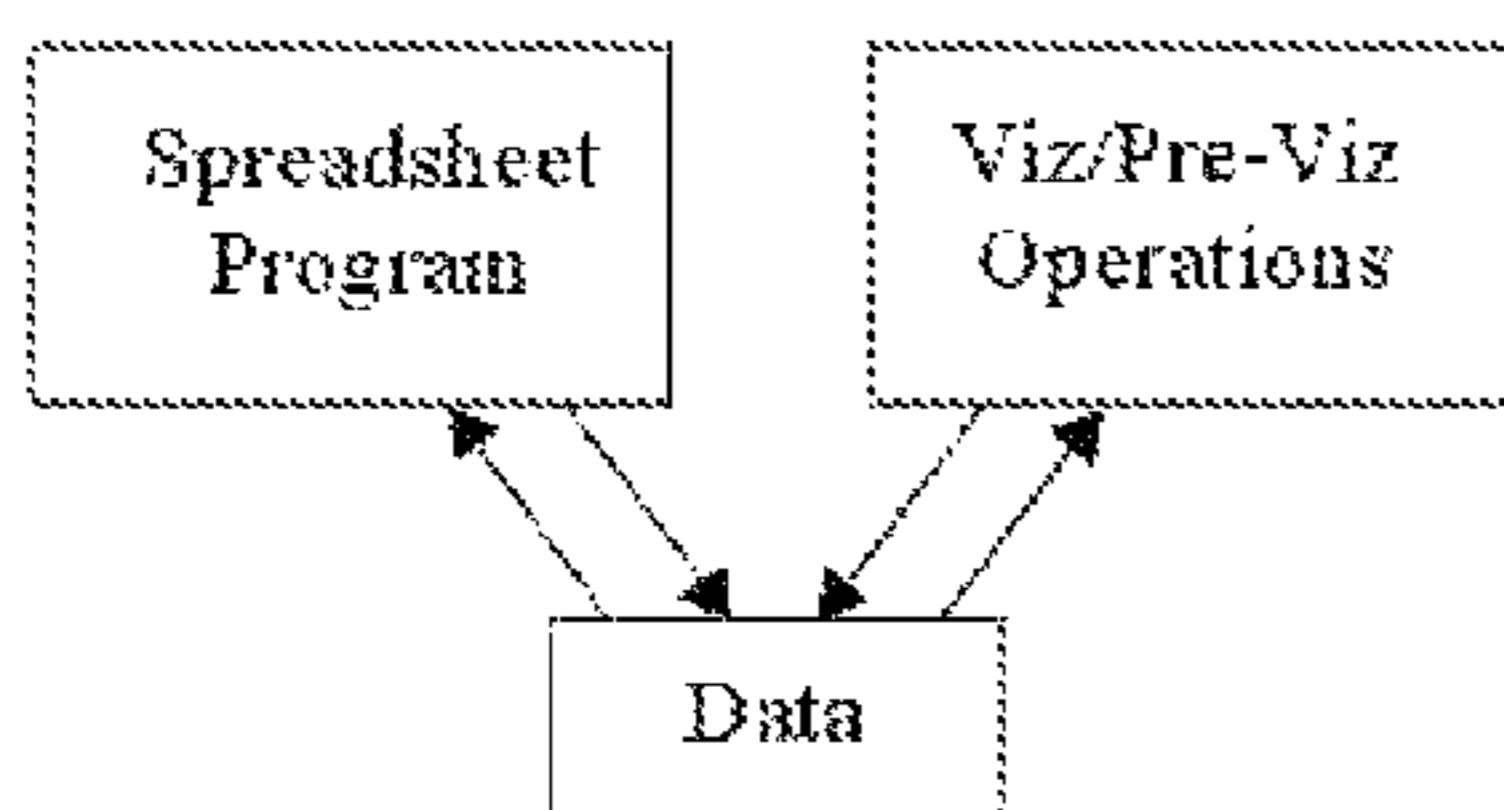 Spreadsheet
Program
Viz/Pre-Viz
Operations
Data